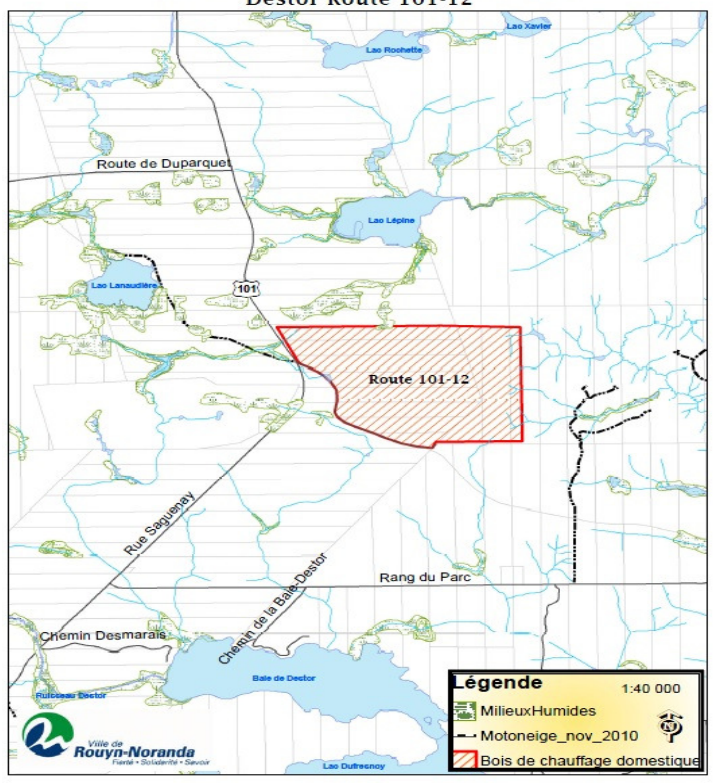 Destor Route 101-12
Lac Xavier
Lac Rochette
Route de Duparquet
Lac Lépine
Lac Lanaudière
101
Route 101-12
Rue Saguenay
Chemin de la Baie-Destor
Rang du Parc
Chemin Desmarais
Baie de Destor
Ruisseau Destor
Légende
1:40 000
MilieuxHumides
Motoneige_nov_2010
Bois de chauffage domestique
N
Ville de
Rouyn-Noranda
Fierté • Solidarité • Savoir
Lac Dufresnoy